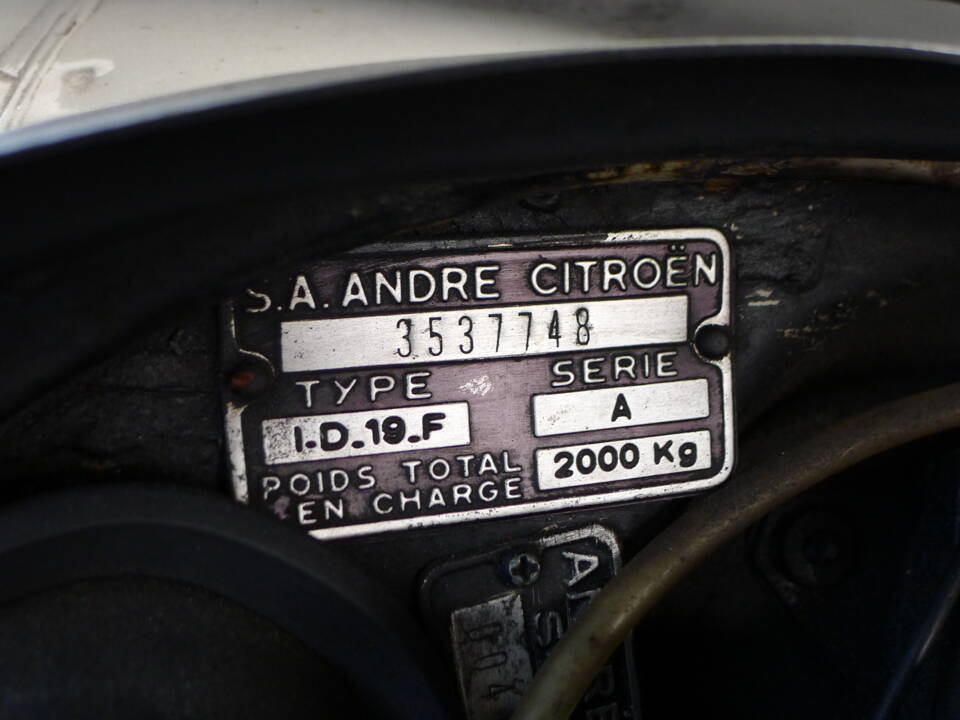 S.A. ANDRE CITROËN
3537748
TYPE SERIE
I.D.19.F A
POIDS TOTAL
EN CHARGE 2000 Kg